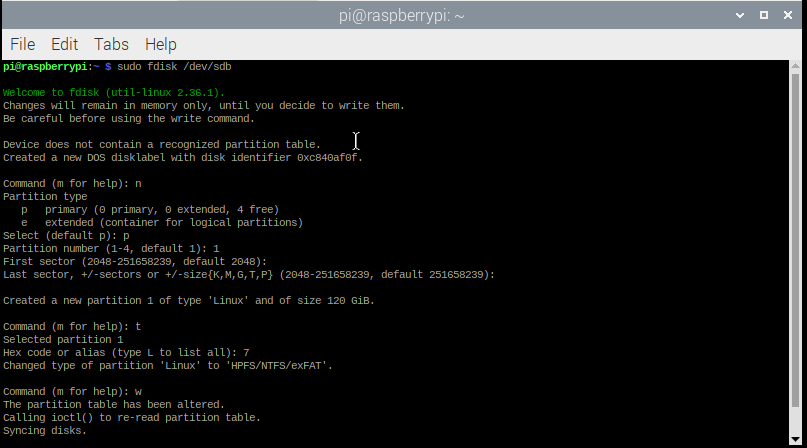 pi@raspberrypi: ~
File Edit Tabs Help
pi@raspberrypi:~ $ sudo fdisk /dev/sdb
Welcome to fdisk (util-linux 2.36.1).
Changes will remain in memory only, until you decide to write them.
Be careful before using the write command.
Device does not contain a recognized partition table.
Created a new DOS disklabel with disk identifier 0xc840af0f.
Command (m for help): n
Partition type
p primary (0 primary, 0 extended, 4 free)
e extended (container for logical partitions)
Select (default p): p
Partition number (1-4, default 1): 1
First sector (2048-251658239, default 2048):
Last sector, +/-sectors or +/-size{K,M,G,T,P} (2048-251658239, default 251658239):
Created a new partition 1 of type 'Linux' and of size 120 GiB.
Command (m for help): t
Selected partition 1
Hex code or alias (type L to list all): 7
Changed type of partition 'Linux' to 'HPFS/NTFS/exFAT'.
Command (m for help): w
The partition table has been altered.
Calling ioctl() to re-read partition table.
Syncing disks.